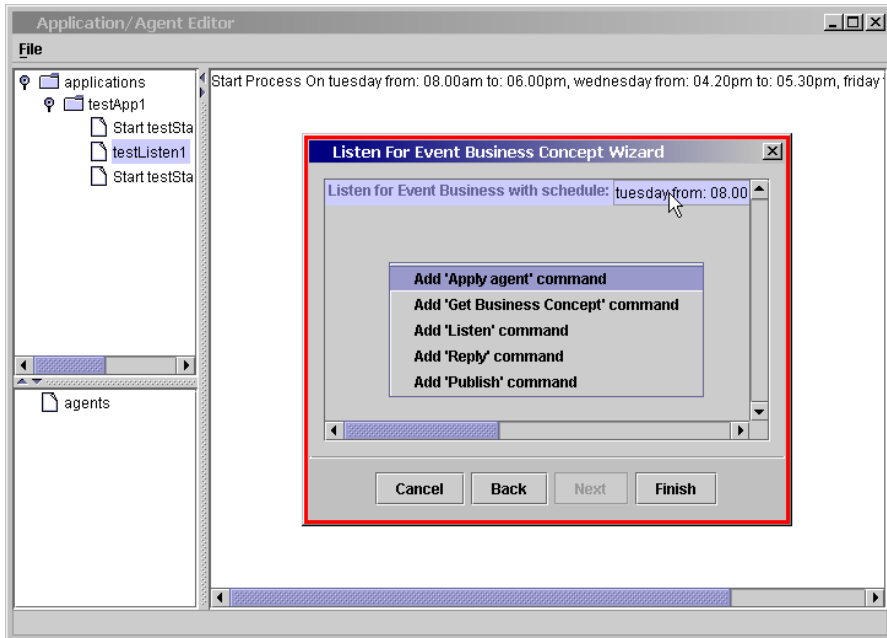 Application/Agent Editor
File
applications
testApp1
Start testSta
testListen1
Start testSta
agents
Start Process On tuesday from: 08.00am to: 06.00pm, wednesday from: 04.20pm to: 05.30pm, friday
Listen For Event Business Concept Wizard
Listen for Event Business with schedule: tuesday from: 08.00
Add 'Apply agent' command
Add 'Get Business Concept' command
Add 'Listen' command
Add 'Reply' command
Add 'Publish' command
Cancel Back Next Finish